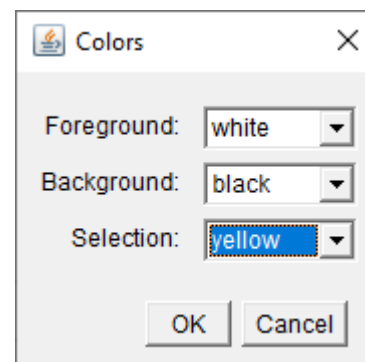 Colors
Foreground: white
Background: black
Selection: yellow
OK Cancel